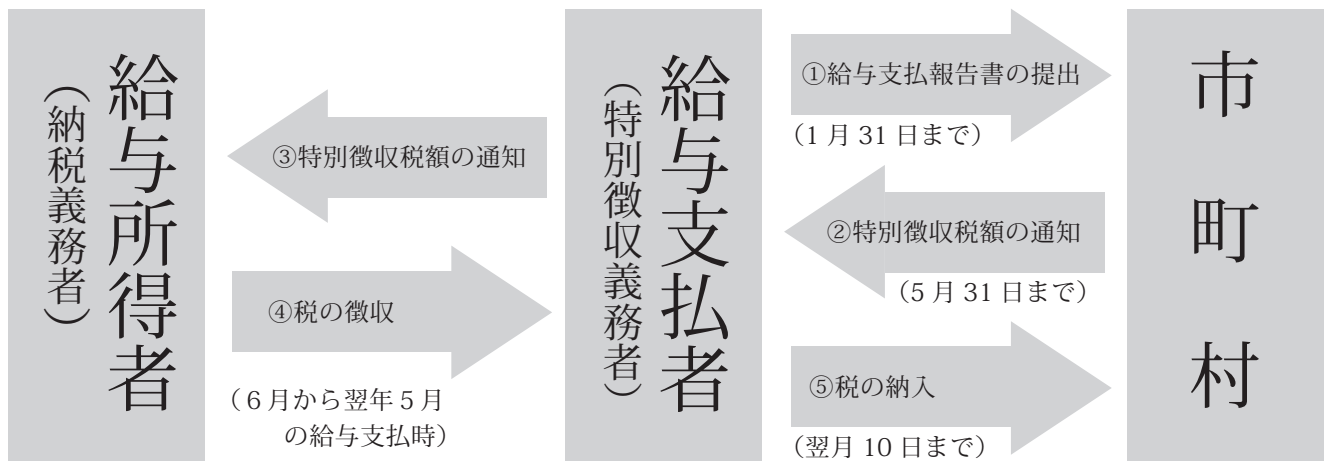 給与所得者
（納税義務者）
③特別徴収税額の通知
④税の徴収
（6月から翌年5月
の給与支払時）
給与支払者
（特別徴収義務者）
①給与支払報告書の提出
（1月31日まで）
②特別徴収税額の通知
（5月31日まで）
⑤税の納入
（翌月10日まで）
市町村